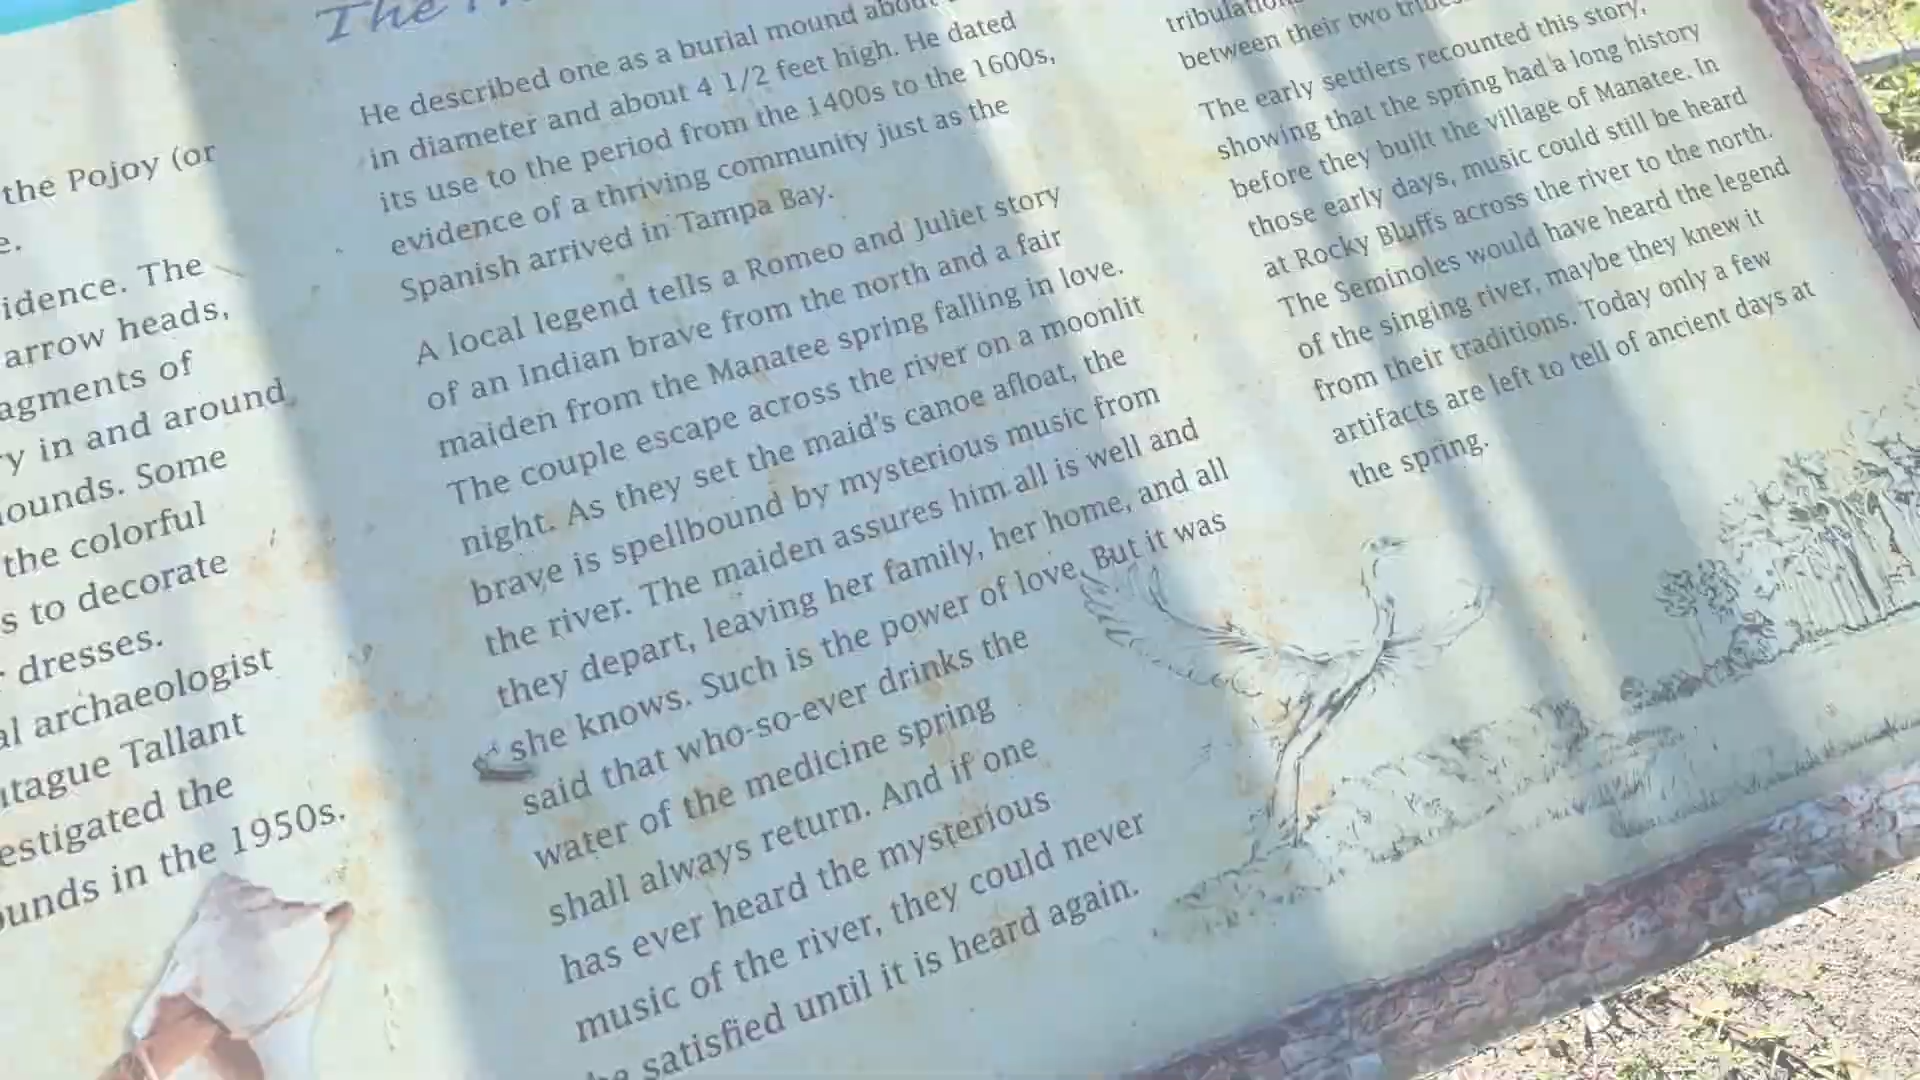 The
the Pojoy (or
e.
idence. The
arrow heads,
agments of
y in and around
ounds. Some
the colorful
s to decorate
r dresses.
al archaeologist
ntague Tallant
estigated the
ounds in the 1950s.
He described one as a burial mound about
in diameter and about 4 1/2 feet high. He dated
its use to the period from the 1400s to the 1600s,
evidence of a thriving community just as the
Spanish arrived in Tampa Bay.
A local legend tells a Romeo and Juliet story
of an Indian brave from the north and a fair
maiden from the Manatee spring falling in love.
The couple escape across the river on a moonlit
night. As they set the maid's canoe afloat, the
brave is spellbound by mysterious music from
the river. The maiden assures him all is well and
they depart, leaving her family, her home, and all
she knows. Such is the power of love. But it was
said that who-so-ever drinks the
water of the medicine spring
shall always return. And if one
has ever heard the mysterious
music of the river, they could never
be satisfied until it is heard again.
between their two tribes
The early settlers recounted this story,
showing that the spring had a long history
before they built the village of Manatee. In
those early days, music could still be heard
at Rocky Bluffs across the river to the north.
The Seminoles would have heard the legend
of the singing river, maybe they knew it
from their traditions. Today only a few
artifacts are left to tell of ancient days at
the spring.